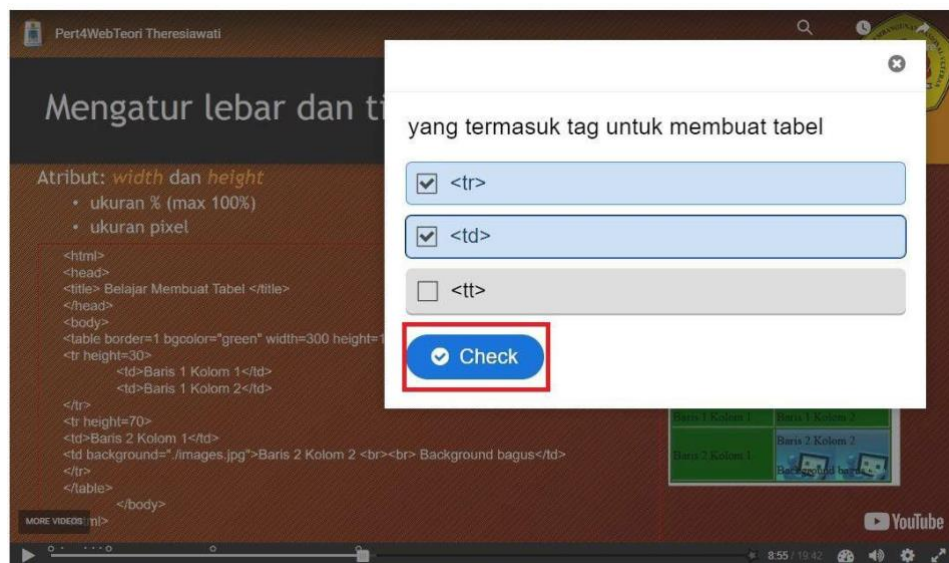 Pert4WebTeori Theresiawati
Mengatur lebar dan ti
yang termasuk tag untuk membuat tabel
<tr>
<td>
<tt>
Check
Atribut: width dan height
• ukuran % (max 100%)
• ukuran pixel
<html>
<head>
<title> Belajar Membuat Tabel </title>
</head>
<body>
<table border=1 bgcolor="green" width=300 height=1
<tr height=30>
<td>Baris 1 Kolom 1</td>
<td>Baris 1 Kolom 2</td>
</tr>
<tr height=70>
<td>Baris 2 Kolom 1</td>
<td background="./images.jpg">Baris 2 Kolom 2 <br><br> Background bagus</td>
</tr>
</table>
</body>
ml>
Baris 1 Kolom 1 Baris 1 Kolom 2
Baris 2 Kolom 1 Baris 2 Kolom 2
Background bagus
MORE VIDEOS
YouTube
8:55 / 19:42